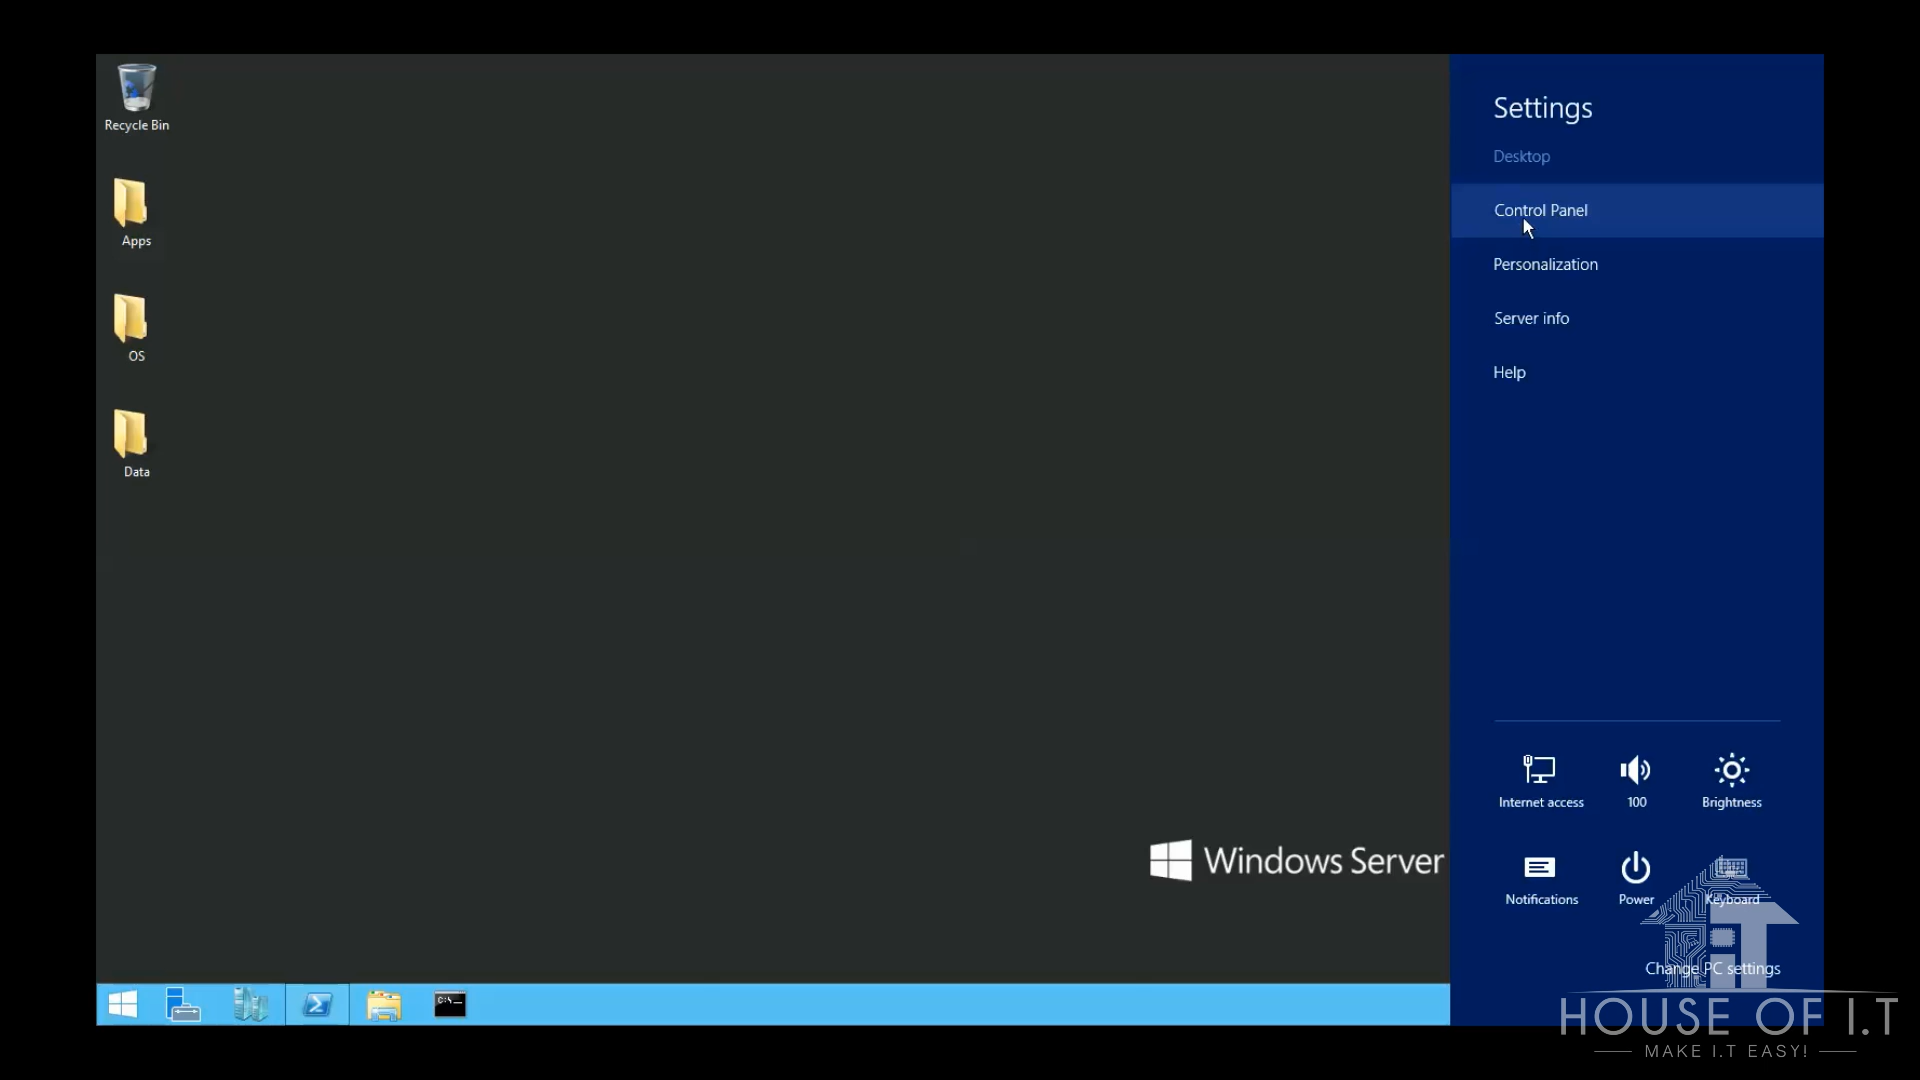 Recycle Bin
Apps
OS
Data
Settings
Desktop
Control Panel
Personalization
Server info
Help
Internet access
100
Brightness
Notifications
Power
Keyboard
Change PC settings
Windows Server
C:\._
iT
HOUSE OF I.T
MAKE I.T EASY!